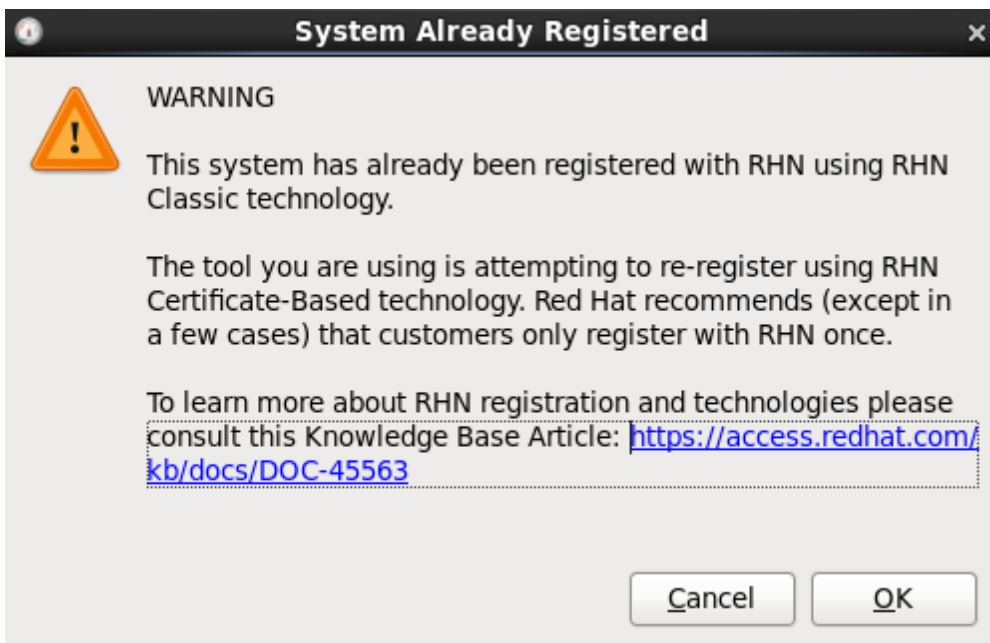 System Already Registered
WARNING
This system has already been registered with RHN using RHN
Classic technology.
The tool you are using is attempting to re-register using RHN
Certificate-Based technology. Red Hat recommends (except in
a few cases) that customers only register with RHN once.
To learn more about RHN registration and technologies please
consult this Knowledge Base Article: https://access.redhat.com/
kb/docs/DOC-45563
Cancel OK